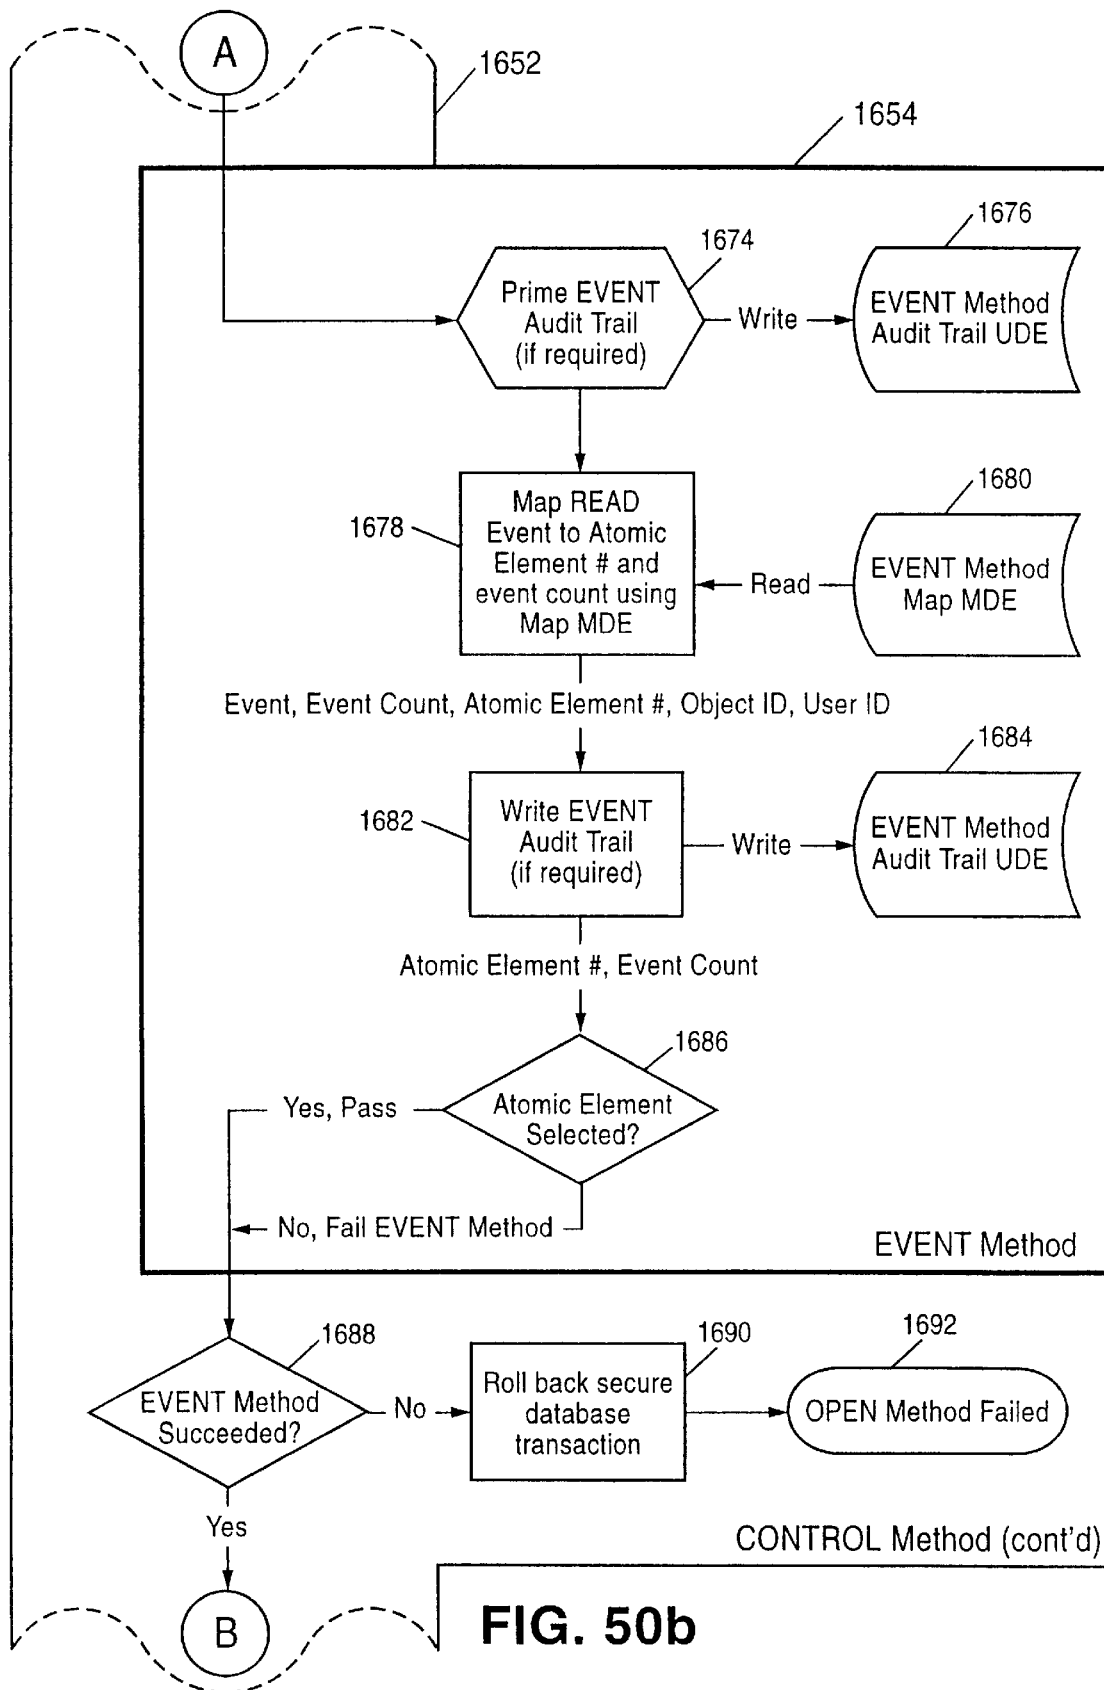 A
1652
1654
1674
1676
Prime EVENT
Audit Trail
(if required)
Write
EVENT Method
Audit Trail UDE
1678
Map READ
Event to Atomic
Element # and
event count using
Map MDE
Read
1680
EVENT Method
Map MDE
Event, Event Count, Atomic Element #, Object ID, User ID
1682
Write EVENT
Audit Trail
(if required)
Write
1684
EVENT Method
Audit Trail UDE
Atomic Element #, Event Count
1686
Atomic Element
Selected?
Yes, Pass
No, Fail EVENT Method
EVENT Method
1688
EVENT Method
Succeeded?
No
1690
Roll back secure
database
transaction
1692
OPEN Method Failed
Yes
CONTROL Method (cont'd)
B
FIG. 50b